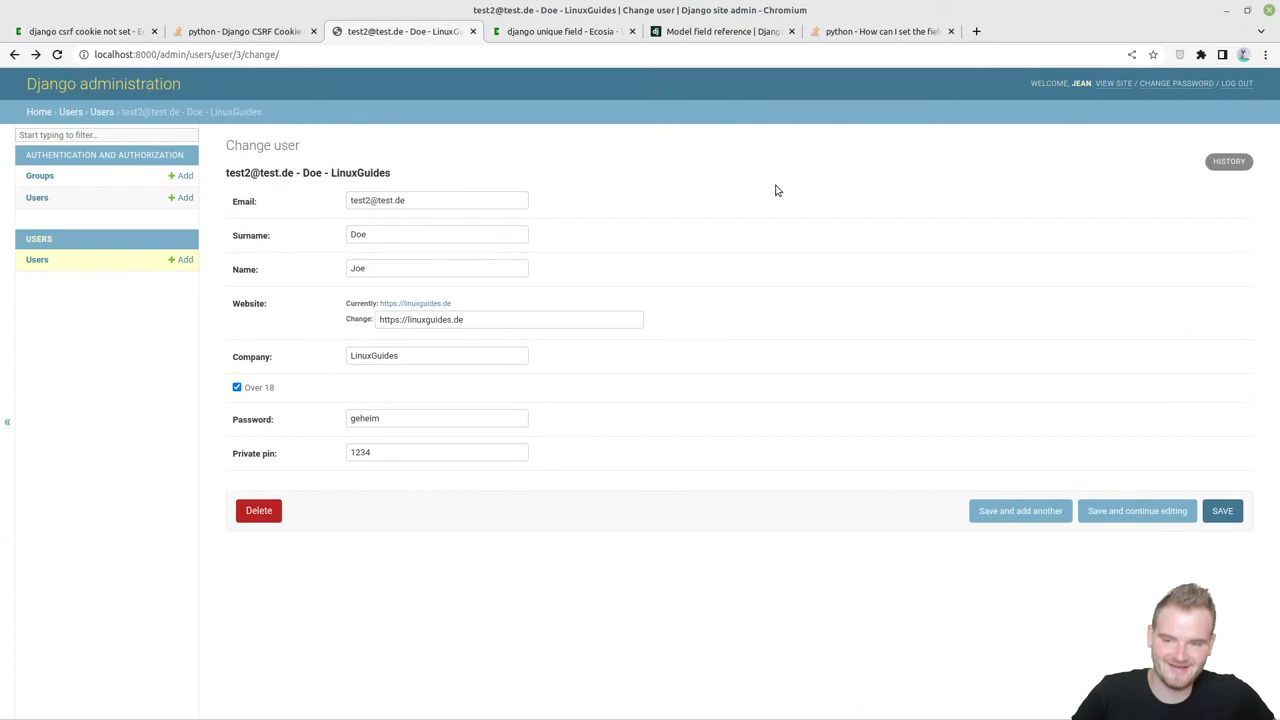 test2@test.de - Doe - LinuxGuides | Change user | Django site admin - Chromium
django csrf cookie not set - E
python - Django CSRF Cookie
test2@test.de - Doe - LinuxGu
django unique field - Ecosia -
Model field reference | Djang
python - How can I set the fiel
localhost:8000/admin/users/user/3/change/
Django administration
WELCOME, JEAN. VIEW SITE / CHANGE PASSWORD / LOG OUT
Home › Users › Users › test2@test.de - Doe - LinuxGuides
Start typing to filter...
AUTHENTICATION AND AUTHORIZATION
Groups + Add
Users + Add
USERS
Users + Add
«
Change user
HISTORY
test2@test.de - Doe - LinuxGuides
Email: test2@test.de
Surname: Doe
Name: Joe
Website: Currently: https://linuxguides.de
Change: https://linuxguides.de
Company: LinuxGuides
Over 18
Password: geheim
Private pin: 1234
Delete
Save and add another
Save and continue editing
SAVE